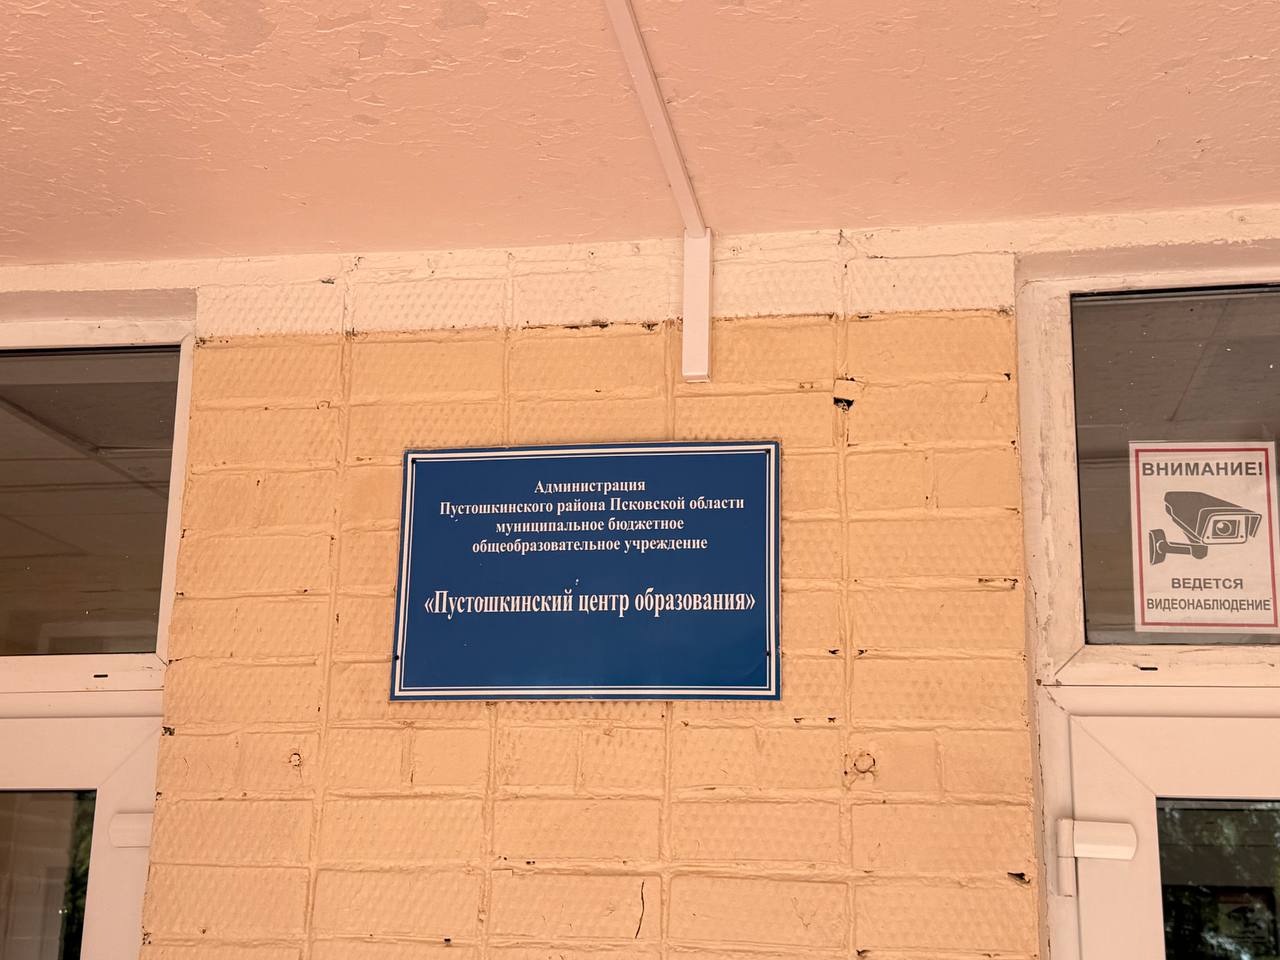 Администрация
Пустошкинского района Псковской области
муниципальное бюджетное
общеобразовательное учреждение
«Пустошкинский центр образования»
ВНИМАНИЕ!
ВЕДЕТСЯ
ВИДЕОНАБЛЮДЕНИЕ